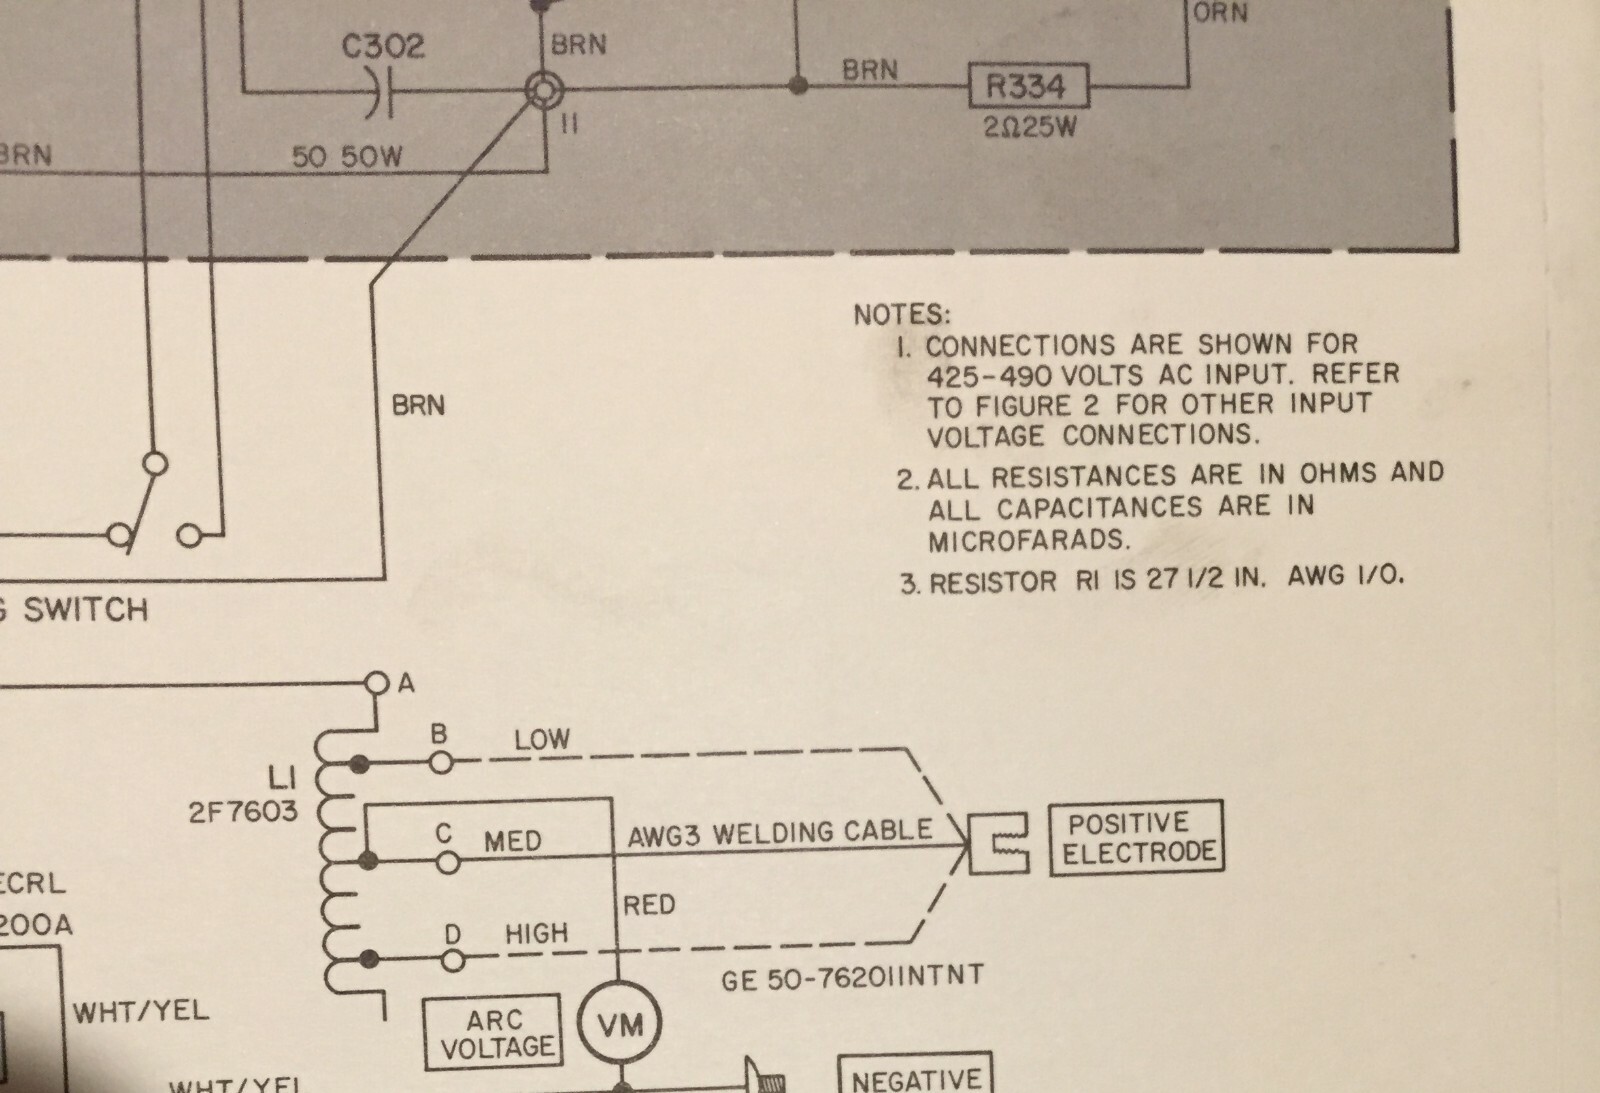 ORN
C302
BRN
BRN
R334
11
2Ω25W
BRN
50 50W
NOTES:
1. CONNECTIONS ARE SHOWN FOR
425-490 VOLTS AC INPUT. REFER
TO FIGURE 2 FOR OTHER INPUT
VOLTAGE CONNECTIONS.
2. ALL RESISTANCES ARE IN OHMS AND
ALL CAPACITANCES ARE IN
MICROFARADS.
3. RESISTOR R1 IS 27 1/2 IN. AWG 1/0.
BRN
G SWITCH
A
B LOW
L1
2F7603
C MED
AWG3 WELDING CABLE
POSITIVE
ELECTRODE
ECRL
200A
RED
D HIGH
GE 50-762011NTNT
WHT/YEL
ARC
VOLTAGE
VM
WHT/YEL
NEGATIVE